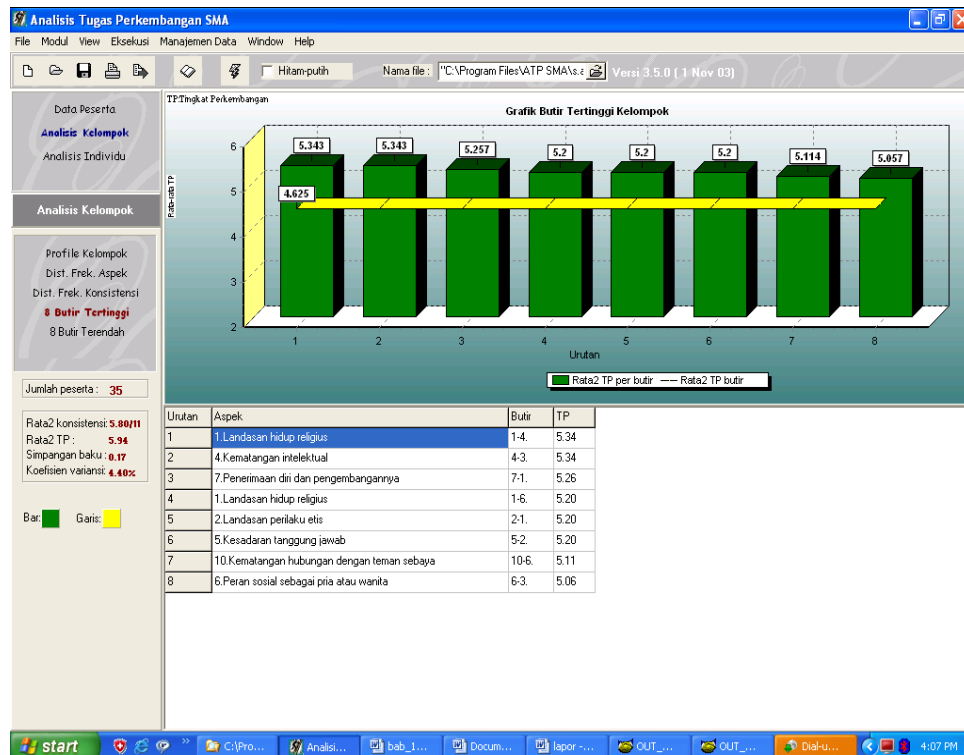 Analisis Tugas Perkembangan SMA
File Modul View Eksekusi Manajemen Data Window Help
Hitam-putih Nama file : "C:\Program Files\ATP SMA\s.a Versi 3.5.0 ( 1 Nov 03)
Data Peserta
Analisis Kelompok
Analisis Individu
Analisis Kelompok
Profile Kelompok
Dist. Frek. Aspek
Dist. Frek. Konsistensi
8 Butir Tertinggi
8 Butir Terendah
Jumlah peserta : 35
Rata2 konsistensi: 5.80/11
Rata2 TP : 5.94
Simpangan baku : 0.17
Koefisien variansi: 4.40%
Bar: Garis:
TP:Tingkat Perkembangan
Grafik Butir Tertinggi Kelompok
Rata-rata TP
6
5
4
3
2
5.343 5.343 5.257 5.2 5.2 5.2 5.114 5.057
4.625
1 2 3 4 5 6 7 8
Urutan
Rata2 TP per butir Rata2 TP butir
Urutan Aspek Butir TP
1 1.Landasan hidup religius 1-4. 5.34
2 4.Kematangan intelektual 4-3. 5.34
3 7.Penerimaan diri dan pengembangannya 7-1. 5.26
4 1.Landasan hidup religius 1-6. 5.20
5 2.Landasan perilaku etis 2-1. 5.20
6 5.Kesadaran tanggung jawab 5-2. 5.20
7 10.Kematangan hubungan dengan teman sebaya 10-6. 5.11
8 6.Peran sosial sebagai pria atau wanita 6-3. 5.06
start C:\Pro... Analisi... bab_1... Docum... lapor -... OUT_... OUT_... Dial-u... 4:07 PM